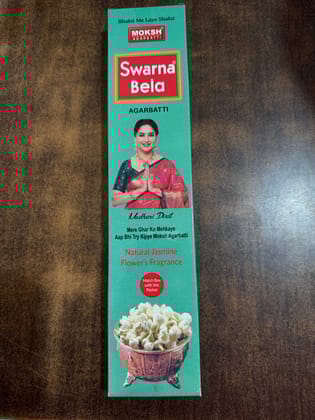 Bhakti Me Laye Shakti
MOKSH
AGARBATTI
Swarna
Bela
AGARBATTI
Madhuri Dixit
Mere Ghar Ko Mehkaye
Aap Bhi Try Kijiye Moksh Agarbatti
Natural Jasmine
Flower's Fragrance
Match Box
with this
Packet